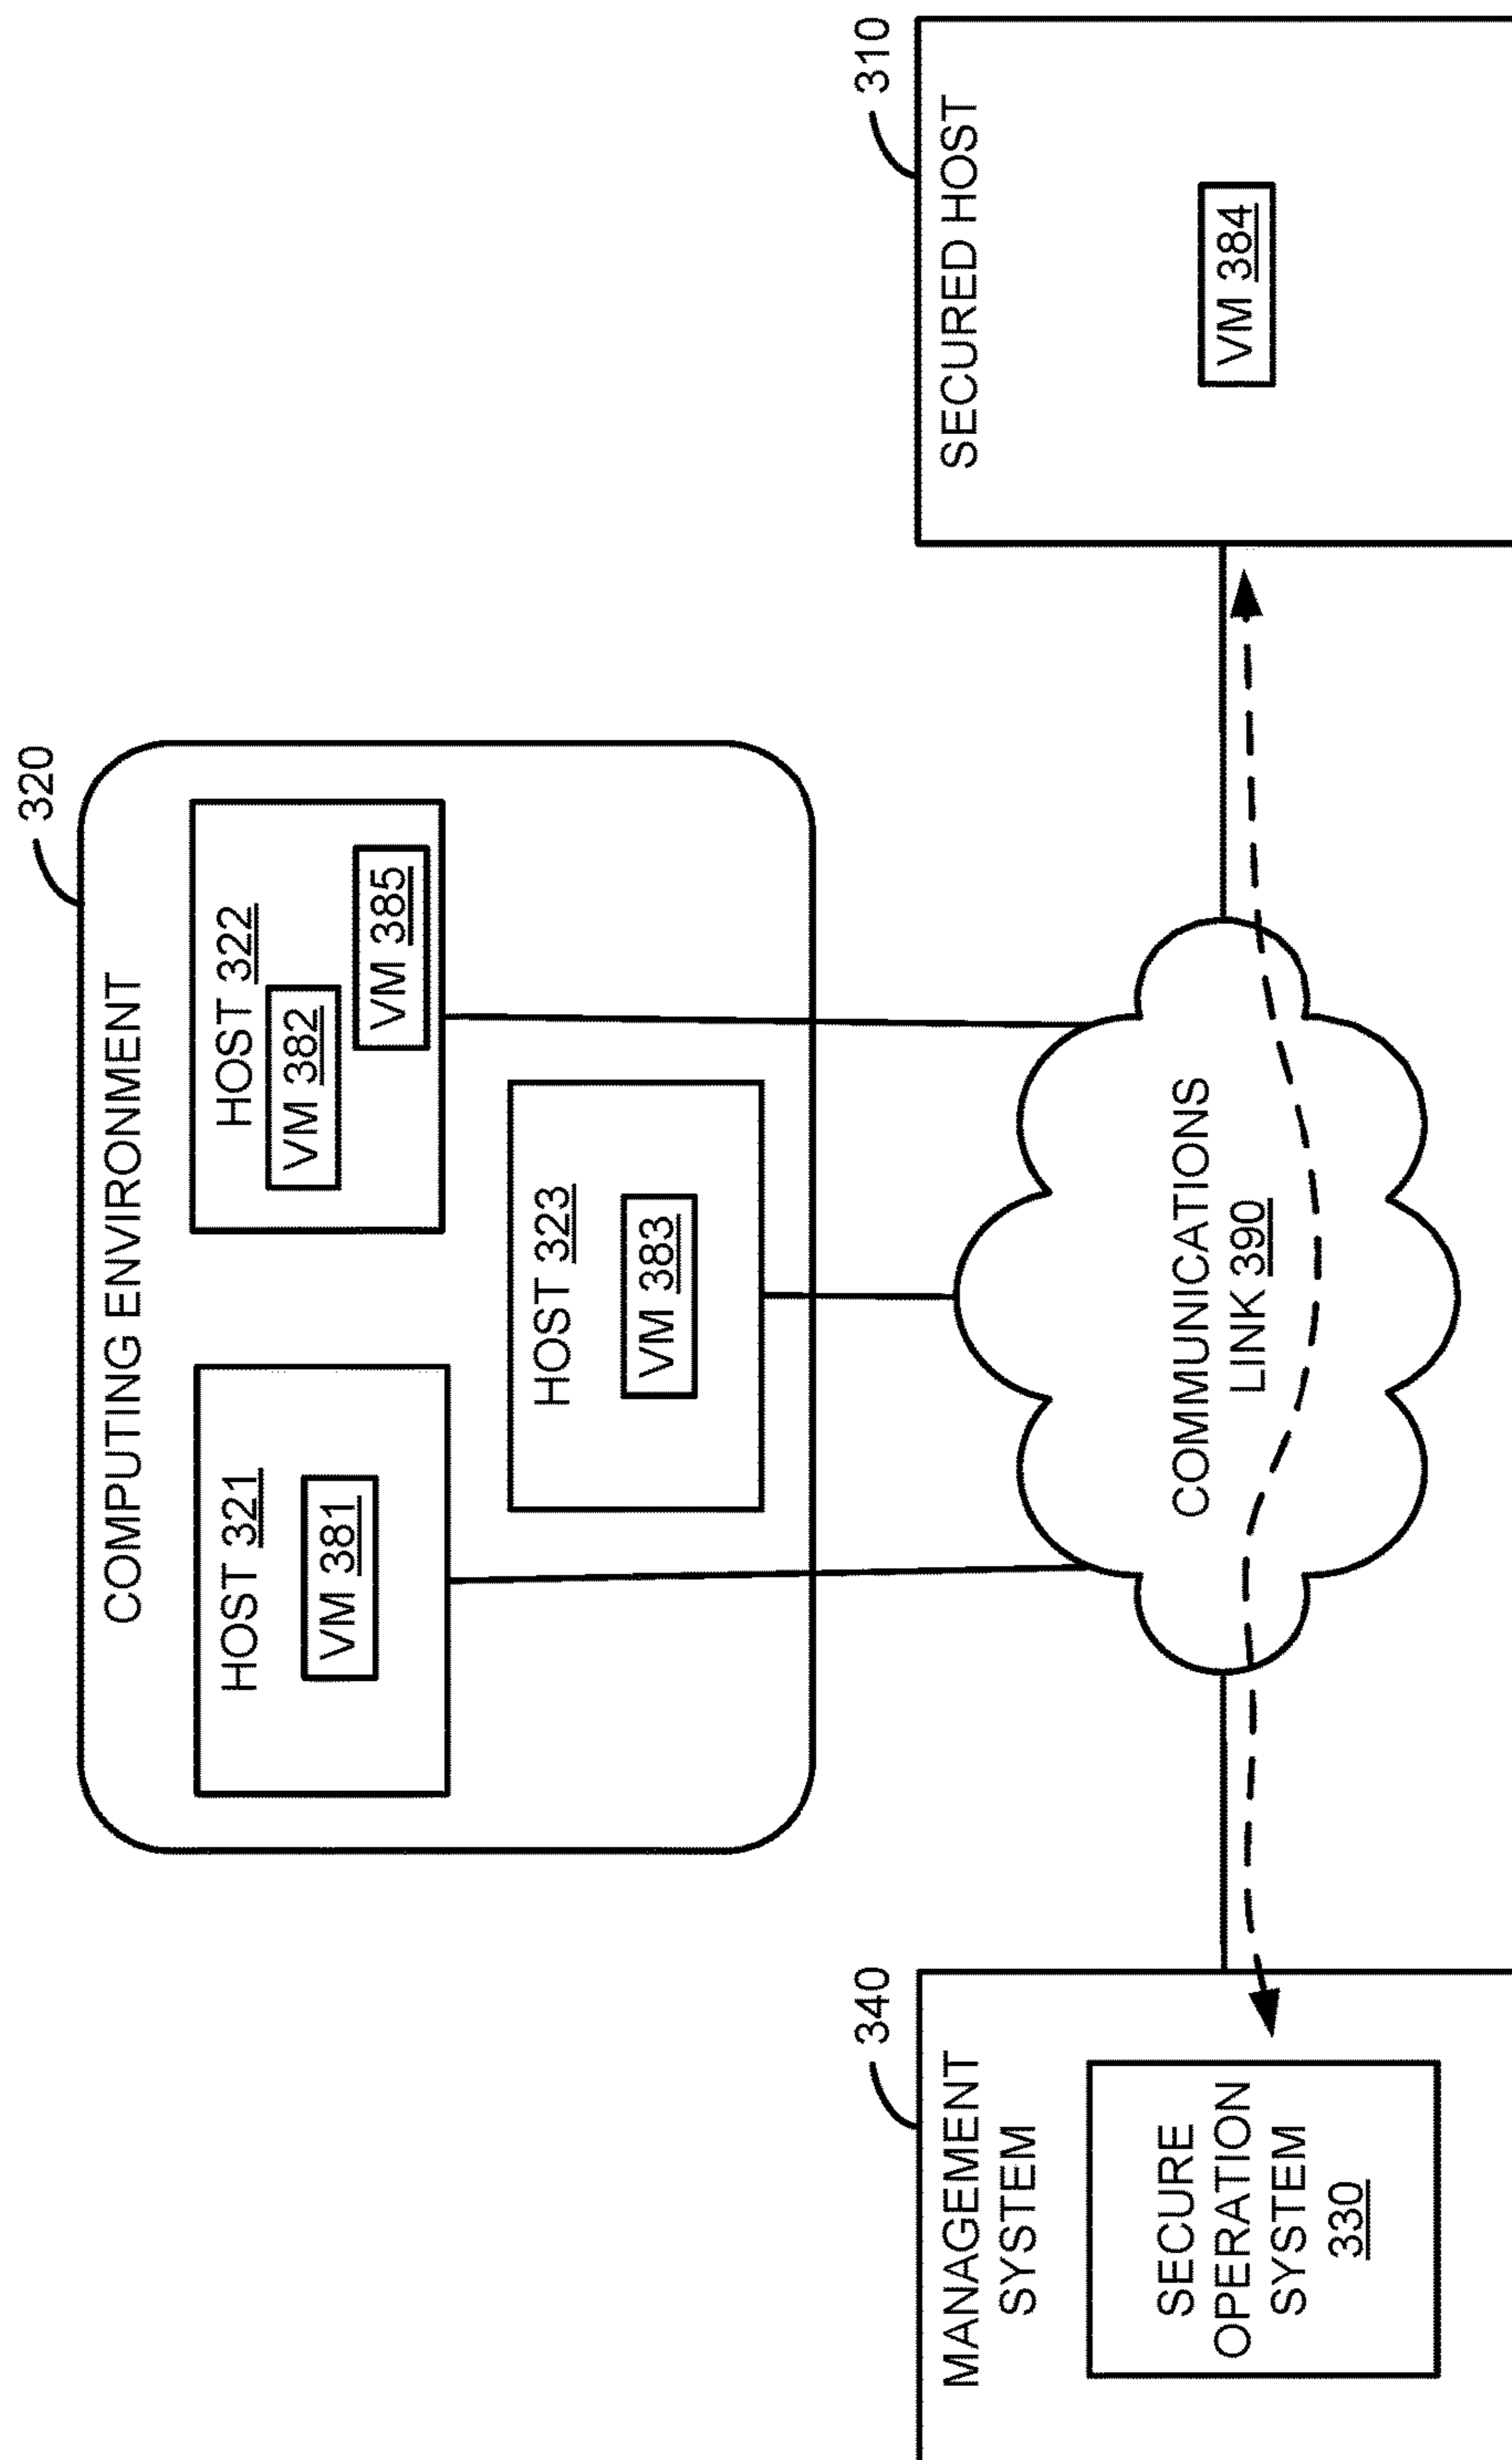 320
COMPUTING ENVIRONMENT
HOST 321
VM 381
HOST 322
VM 382
VM 385
HOST 323
VM 383
340
MANAGEMENT
SYSTEM
SECURE
OPERATION
SYSTEM
330
COMMUNICATIONS
LINK 390
310
SECURED HOST
VM 384